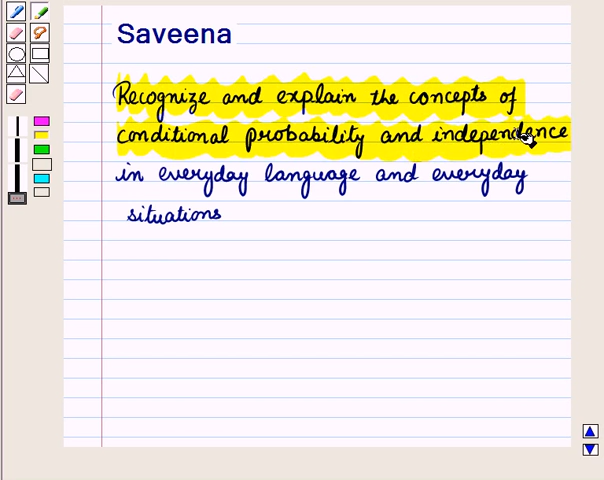 Saveena
Recognize and explain the concepts of
conditional probability and independence
in everyday language and everyday
situations